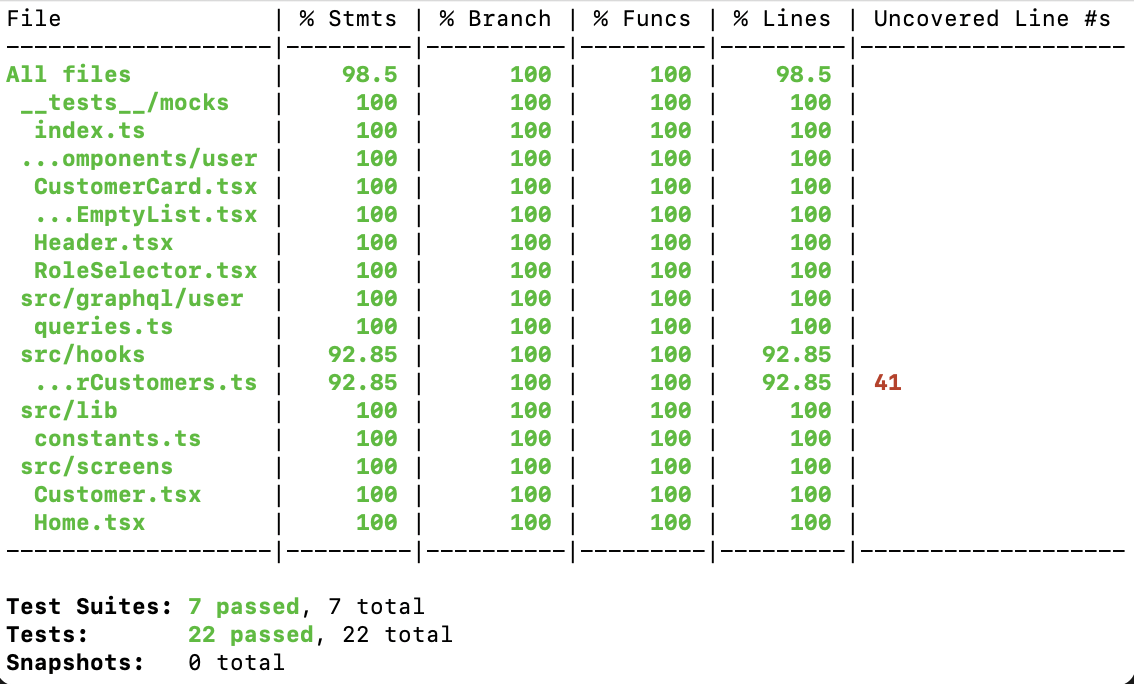 File | % Stmts | % Branch | % Funcs | % Lines | Uncovered Line #s
-------------------|---------|----------|---------|---------|-------------------
All files | 98.5 | 100 | 100 | 98.5 |
__tests__/mocks | 100 | 100 | 100 | 100 |
index.ts | 100 | 100 | 100 | 100 |
...omponents/user | 100 | 100 | 100 | 100 |
CustomerCard.tsx | 100 | 100 | 100 | 100 |
...EmptyList.tsx | 100 | 100 | 100 | 100 |
Header.tsx | 100 | 100 | 100 | 100 |
RoleSelector.tsx | 100 | 100 | 100 | 100 |
src/graphql/user | 100 | 100 | 100 | 100 |
queries.ts | 100 | 100 | 100 | 100 |
src/hooks | 92.85 | 100 | 100 | 92.85 |
...rCustomers.ts | 92.85 | 100 | 100 | 92.85 | 41
src/lib | 100 | 100 | 100 | 100 |
constants.ts | 100 | 100 | 100 | 100 |
src/screens | 100 | 100 | 100 | 100 |
Customer.tsx | 100 | 100 | 100 | 100 |
Home.tsx | 100 | 100 | 100 | 100 |
-------------------|---------|----------|---------|---------|-------------------
Test Suites: 7 passed, 7 total
Tests: 22 passed, 22 total
Snapshots: 0 total